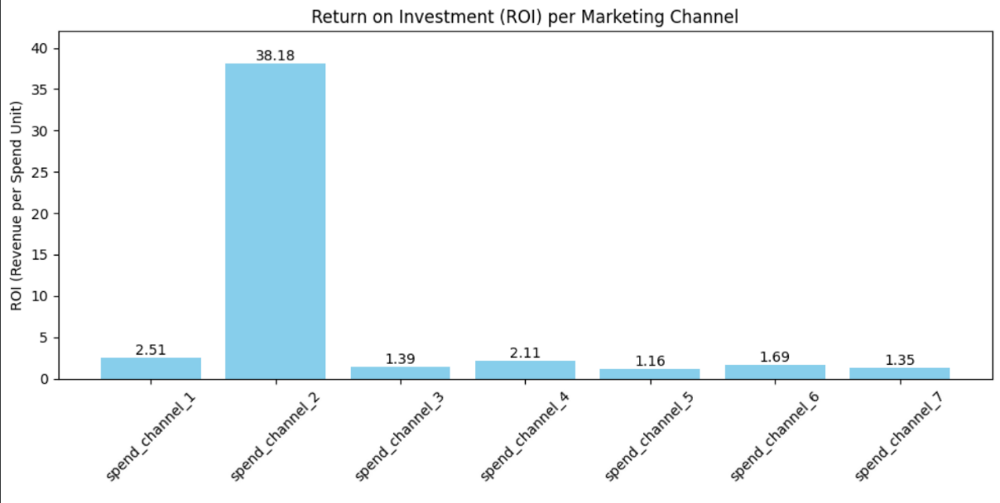 Return on Investment (ROI) per Marketing Channel
ROI (Revenue per Spend Unit)
40
35
30
25
20
15
10
5
0
2.51
38.18
1.39
2.11
1.16
1.69
1.35
spend_channel_1
spend_channel_2
spend_channel_3
spend_channel_4
spend_channel_5
spend_channel_6
spend_channel_7